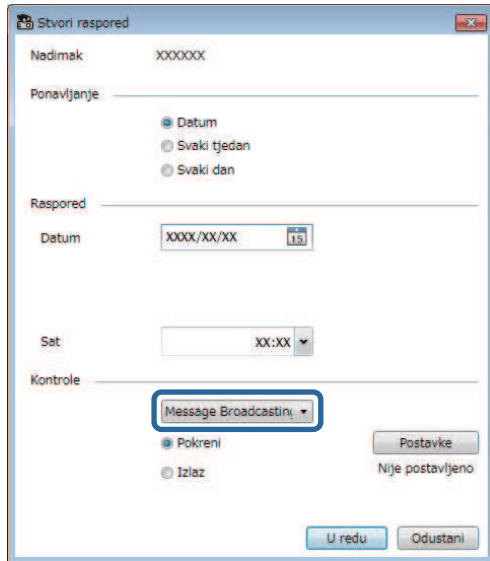 Stvori raspored
Nadimak XXXXXX
Ponavljanje
Datum
Svaki tjedan
Svaki dan
Raspored
Datum XXXX/XX/XX 15
Sat XX:XX
Kontrole
Message Broadcastin
Pokreni Postavke
Izlaz Nije postavljeno
U redu Odustani